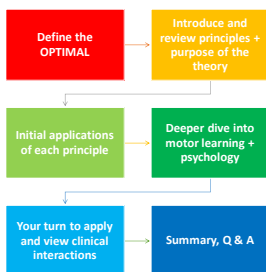 Define the
OPTIMAL
Introduce and
review principles +
purpose of the
theory
Initial applications
of each principle
Deeper dive into
motor learning +
psychology
Your turn to apply
and view clinical
interactions
Summary, Q & A